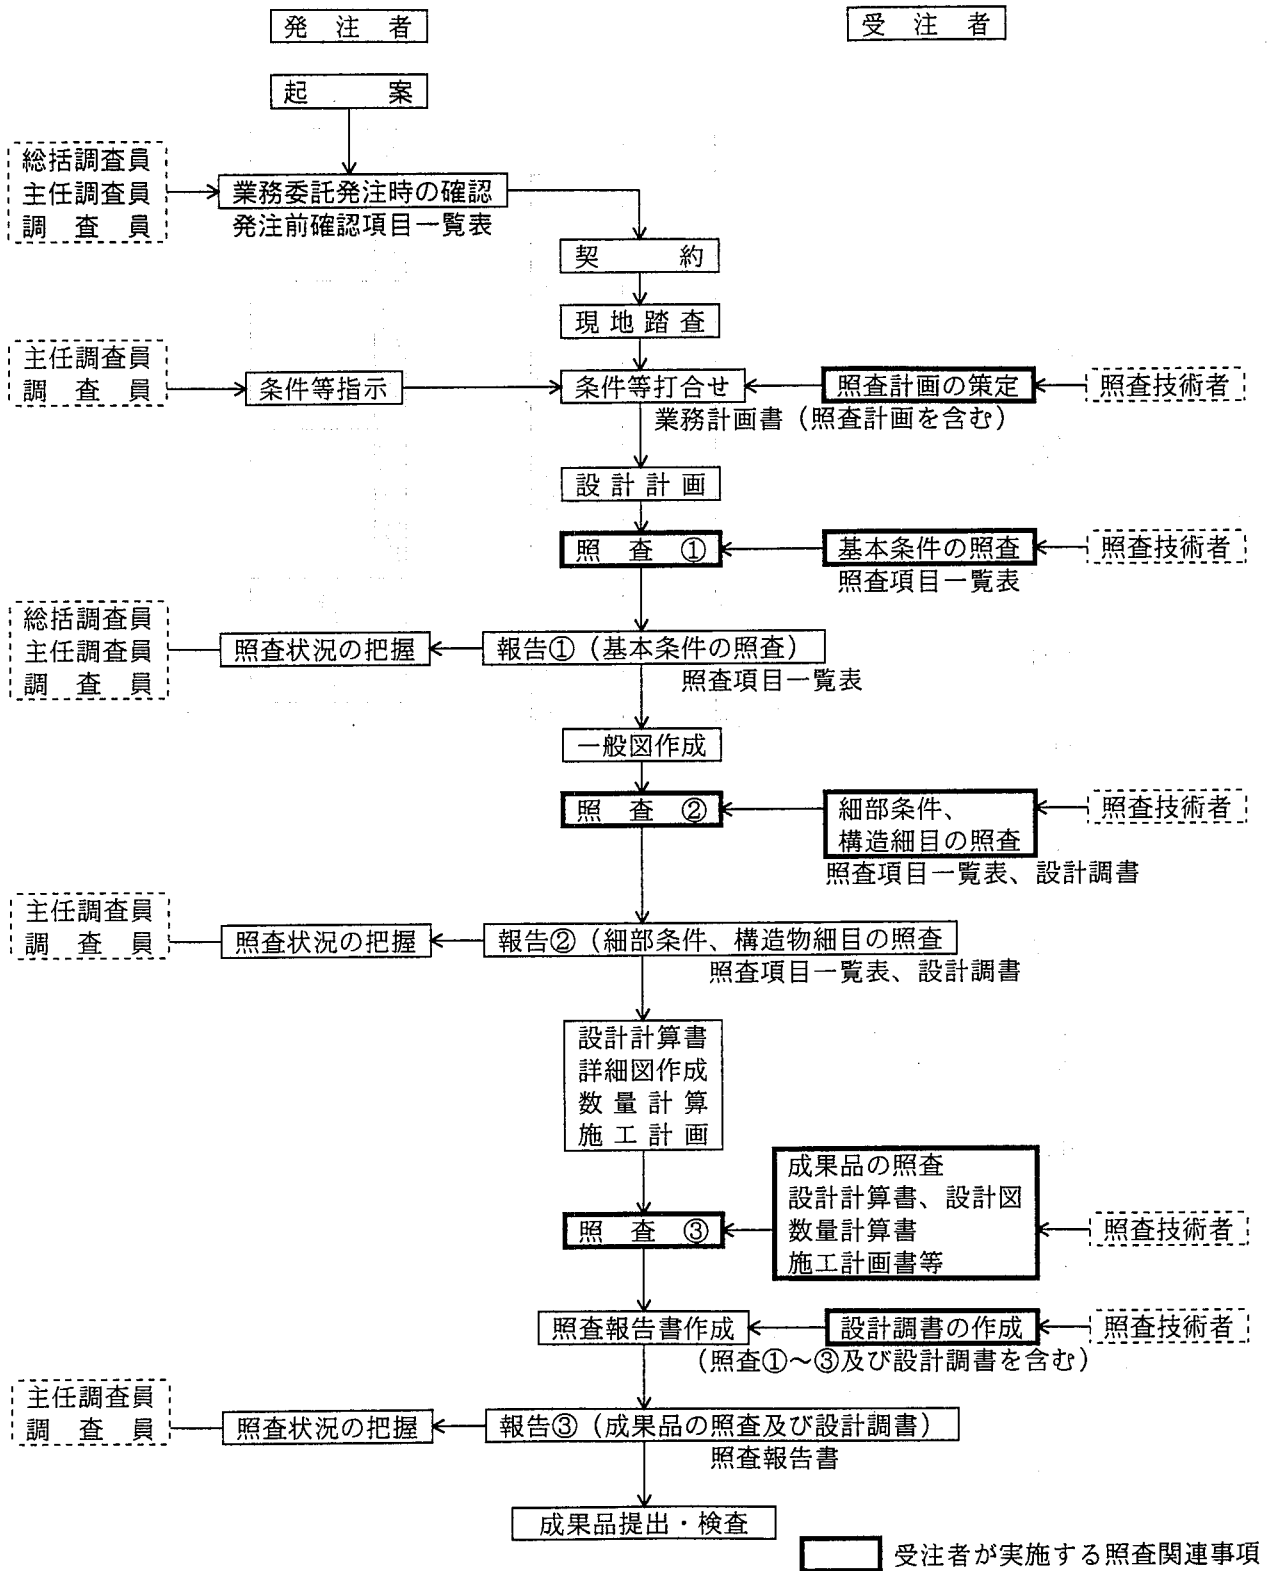 発注者
受注者
起案
総括調査員
主任調査員
調査員
業務委託発注時の確認
発注前確認項目一覧表
契約
現地踏査
主任調査員
調査員
条件等指示
条件等打合せ
照査計画の策定
照査技術者
業務計画書（照査計画を含む）
設計計画
照査①
基本条件の照査
照査技術者
照査項目一覧表
総括調査員
主任調査員
調査員
照査状況の把握
報告①（基本条件の照査）
照査項目一覧表
一般図作成
照査②
細部条件、
構造細目の照査
照査技術者
照査項目一覧表、設計調書
主任調査員
調査員
照査状況の把握
報告②（細部条件、構造物細目の照査
照査項目一覧表、設計調書
設計計算書
詳細図作成
数量計算
施工計画
照査③
成果品の照査
設計計算書、設計図
数量計算書
施工計画書等
照査技術者
照査報告書作成
設計調書の作成
照査技術者
（照査①～③及び設計調書を含む）
主任調査員
調査員
照査状況の把握
報告③（成果品の照査及び設計調書）
照査報告書
成果品提出・検査
受注者が実施する照査関連事項